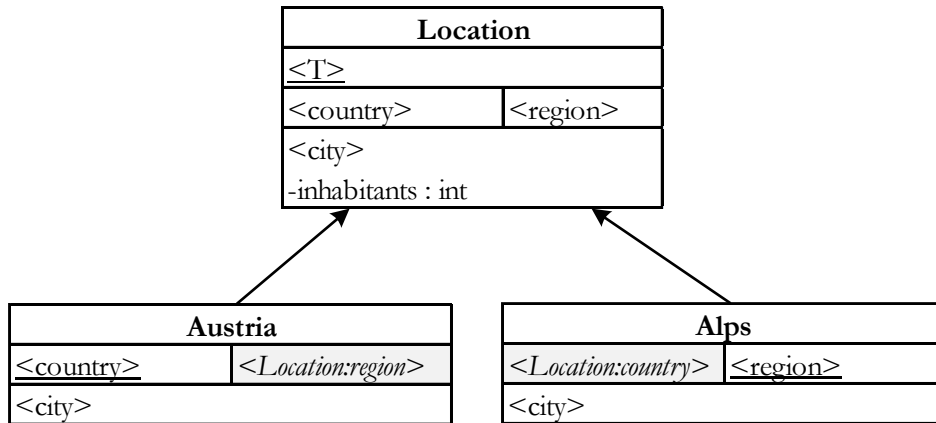 Location
<T>
<country> <region>
<city>
-inhabitants : int
Austria
<country> <Location:region>
<city>
Alps
<Location:country> <region>
<city>